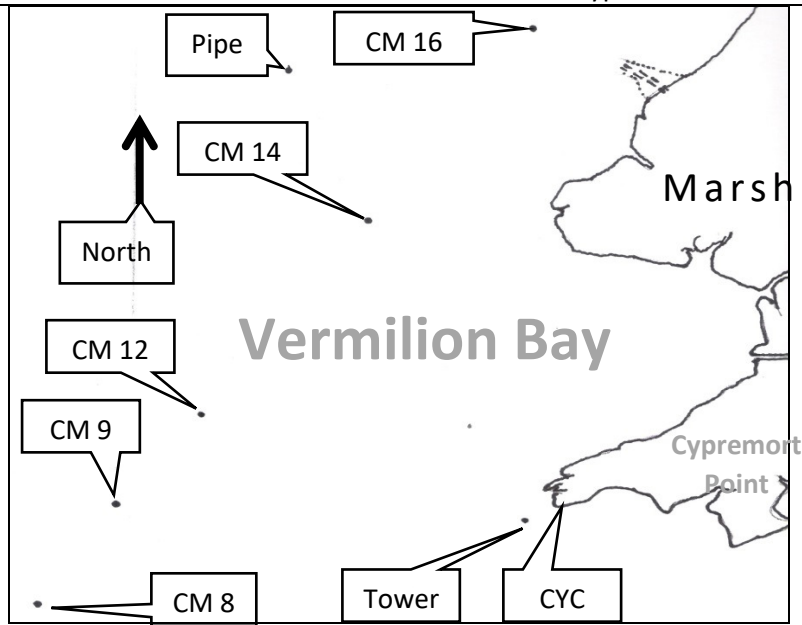 Pipe
CM 16
CM 14
Marsh
North
Vermilion Bay
CM 12
CM 9
Cypremort
Point
CM 8
Tower
CYC